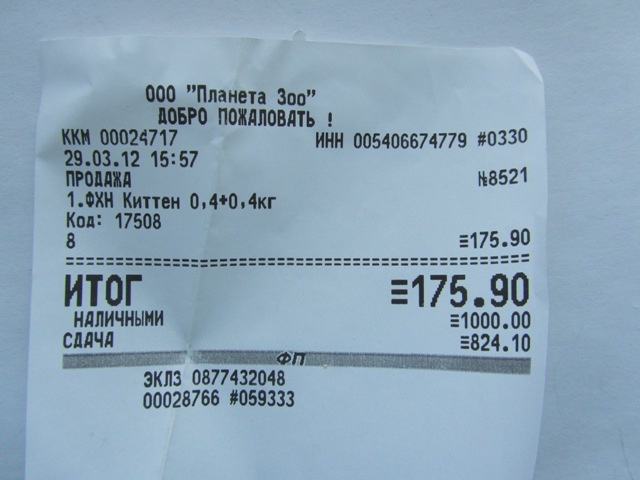 ООО "Планета Зоо"
ДОБРО ПОЖАЛОВАТЬ !
ККМ 00024717 ИНН 005406674779 #0330
29.03.12 15:57
ПРОДАЖА №8521
1.ФХН Киттен 0,4+0,4кг
Код: 17508
8 ≡175.90
ИТОГ ≡175.90
НАЛИЧНЫМИ ≡1000.00
СДАЧА ≡824.10
ФП
ЭКЛЗ 0877432048
00028766 #059333